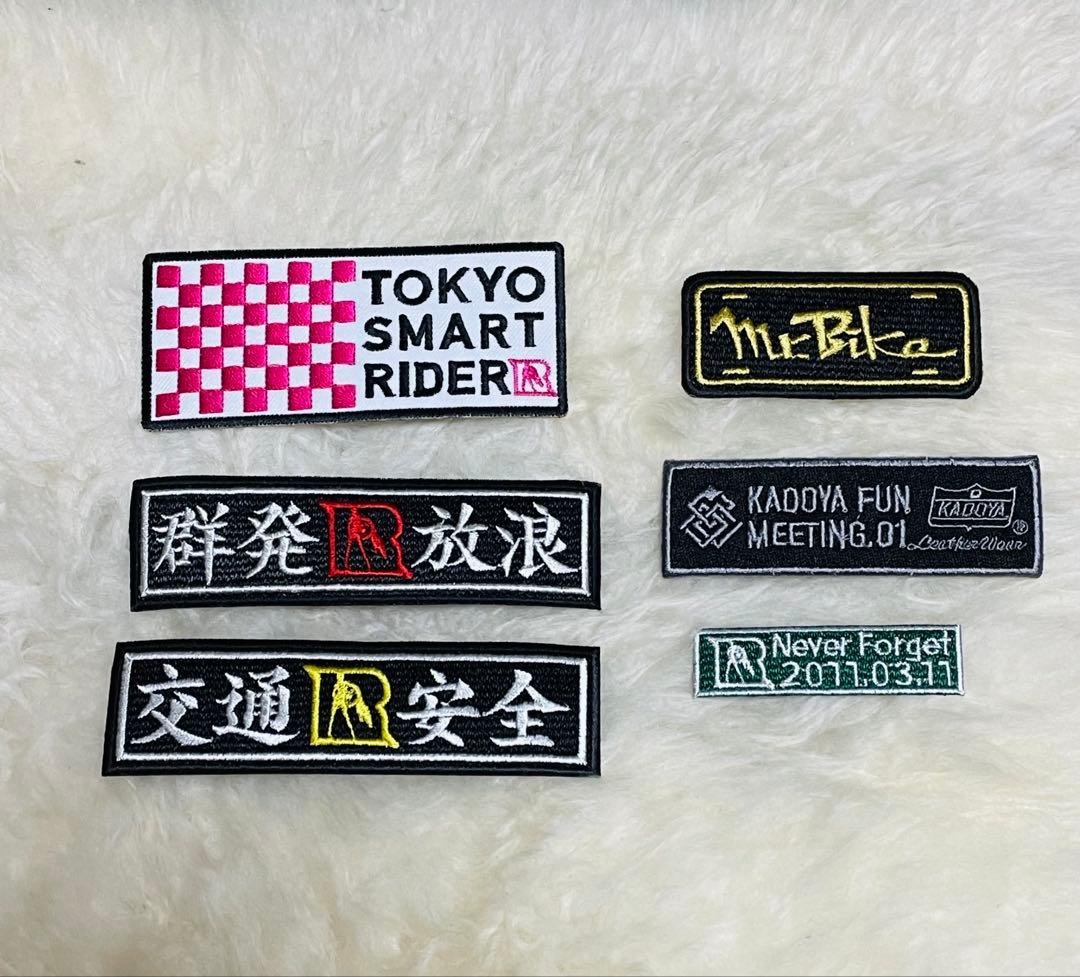 TOKYO
SMART
RIDER R
群発 R 放浪
交通 R 安全
Mr.Bike
KADOYA FUN
MEETING.01
KADOYA
®
Leather Wear
R
Never Forget
2011.03.11